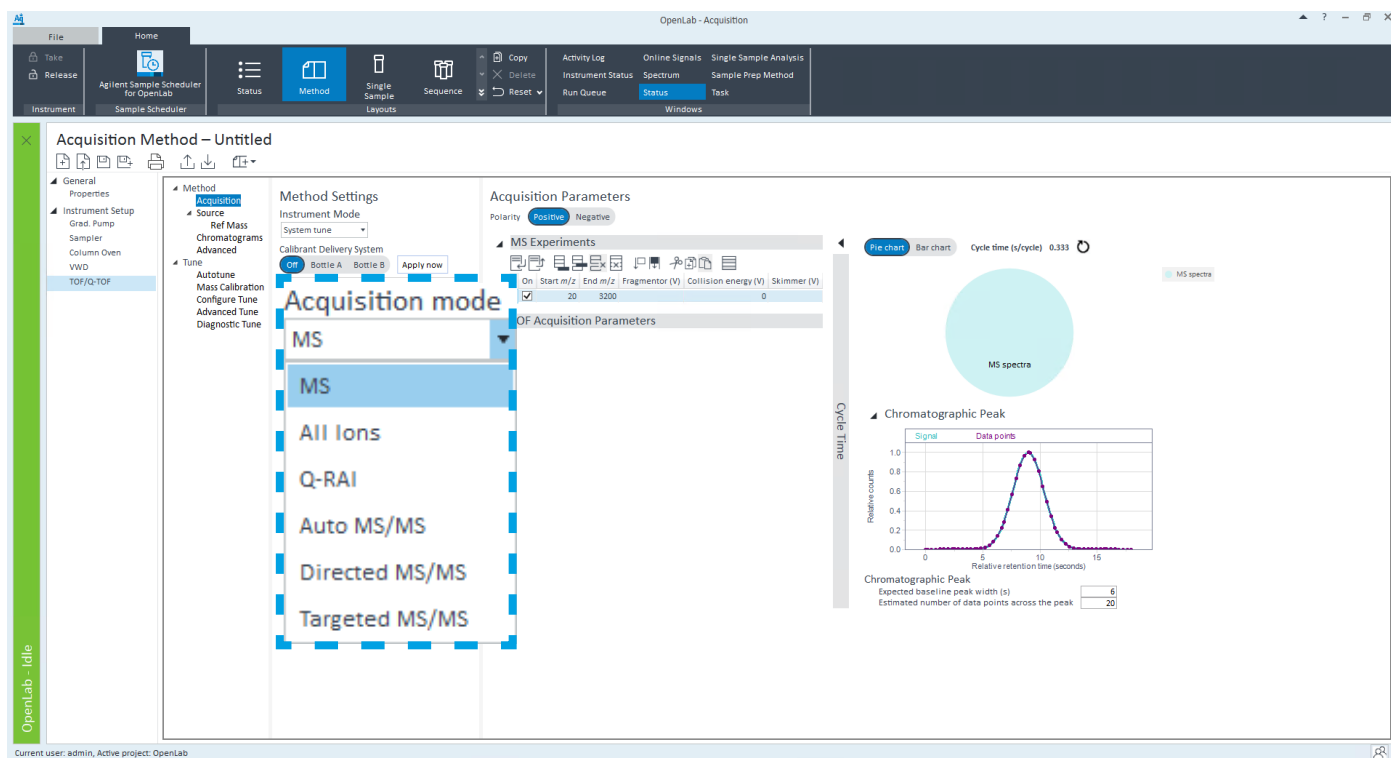 OpenLab - Acquisition
File
Home
Take
Release
Instrument
Agilent Sample Scheduler
for OpenLab
Sample Scheduler
Status
Method
Single
Sample
Sequence
Copy
Delete
Reset
Layouts
Activity Log
Online Signals
Single Sample Analysis
Instrument Status
Spectrum
Sample Prep Method
Run Queue
Status
Task
Windows
Acquisition Method – Untitled
General
Properties
Instrument Setup
Grad. Pump
Sampler
Column Oven
VWD
TOF/Q-TOF
Method
Acquisition
Source
Ref Mass
Chromatograms
Advanced
Tune
Autotune
Mass Calibration
Configure Tune
Advanced Tune
Diagnostic Tune
Method Settings
Instrument Mode
System tune
Calibrant Delivery System
Off Bottle A Bottle B Apply now
Acquisition mode
MS
MS
All Ions
Q-RAI
Auto MS/MS
Directed MS/MS
Targeted MS/MS
Acquisition Parameters
Polarity Positive Negative
MS Experiments
On Start m/z End m/z Fragmentor (V) Collision energy (V) Skimmer (V)
20 3200 0
OF Acquisition Parameters
Cycle Time
Pie chart Bar chart Cycle time (s/cycle) 0.333
MS spectra
MS spectra
Chromatographic Peak
Signal Data points
Relative counts
1.0
0.8
0.6
0.4
0.2
0.0
0 5 10 15
Relative retention time (seconds)
Chromatographic Peak
Expected baseline peak width (s) 6
Estimated number of data points across the peak 20
OpenLab - Idle
Current user: admin, Active project: OpenLab